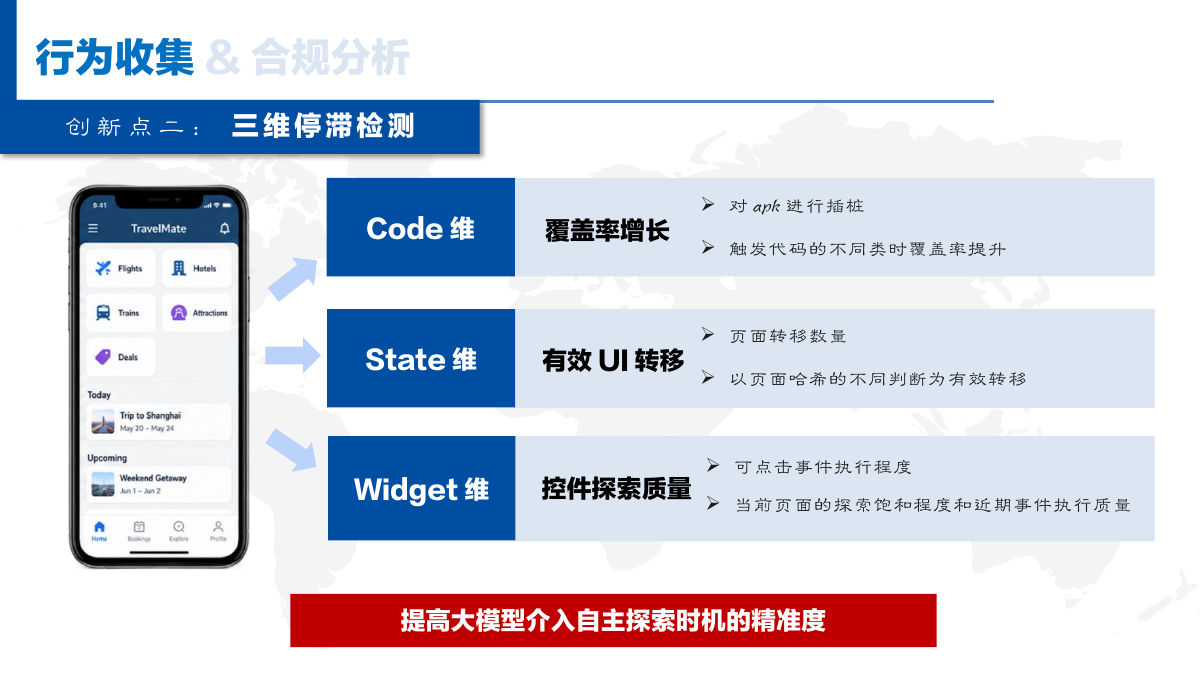 行为收集 & 合规分析
创新点二： 三维停滞检测
9:41
TravelMate
Flights
Hotels
Trains
Attractions
Deals
Today
Trip to Shanghai
May 20 – May 24
Upcoming
Weekend Getaway
Jun 1 – Jun 2
Home
Bookings
Explore
Profile
Code 维
覆盖率增长
➢ 对 apk 进行插桩
➢ 触发代码的不同类时覆盖率提升
State 维
有效 UI 转移
➢ 页面转移数量
➢ 以页面哈希的不同判断为有效转移
Widget 维
控件探索质量
➢ 可点击事件执行程度
➢ 当前页面的探索饱和程度和近期事件执行质量
提高大模型介入自主探索时机的精准度